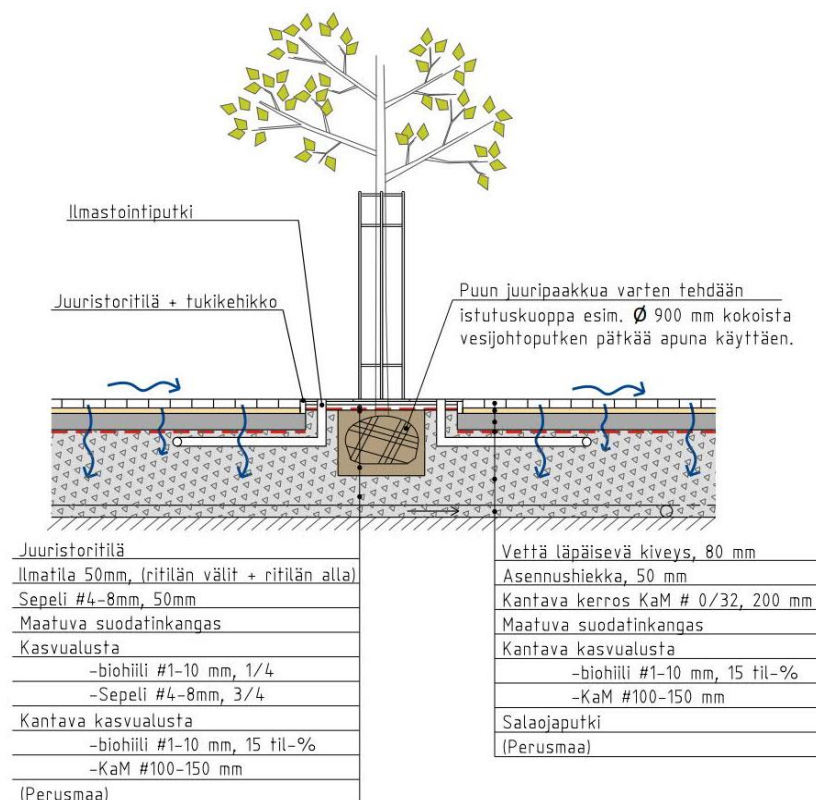 Ilmastointiputki
Juuristoritilä + tukikehikko
Puun juuripaakkua varten tehdään
istutuskuoppa esim. Ø 900 mm kokoista
vesijohtoputken pätkää apuna käyttäen.
Juuristoritilä
Ilmatila 50mm, (ritilän välit + ritilän alla)
Sepeli #4-8mm, 50mm
Maatuva suodatinkangas
Kasvualusta
-biohiili #1-10 mm, 1/4
-Sepeli #4-8mm, 3/4
Kantava kasvualusta
-biohiili #1-10 mm, 15 til-%
-KaM #100-150 mm
(Perusmaa)
Vettä läpäisevä kiveys, 80 mm
Asennushiekka, 50 mm
Kantava kerros KaM # 0/32, 200 mm
Maatuva suodatinkangas
Kantava kasvualusta
-biohiili #1-10 mm, 15 til-%
-KaM #100-150 mm
Salaojaputki
(Perusmaa)